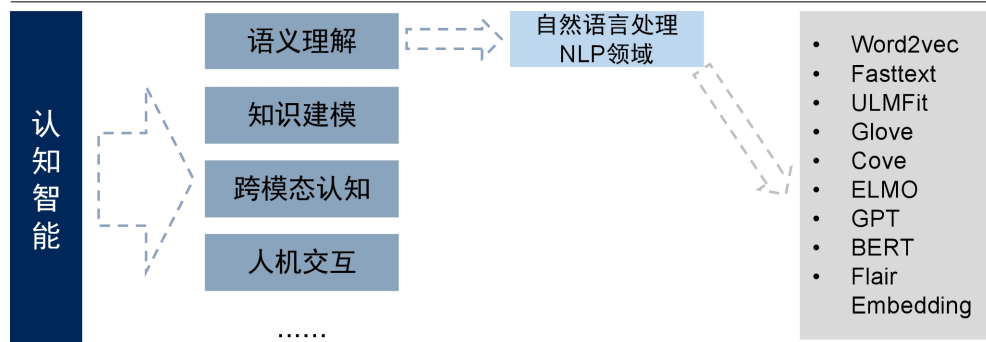 认知智能
语义理解
知识建模
跨模态认知
人机交互
......
自然语言处理
NLP领域
• Word2vec
• Fasttext
• ULMFit
• Glove
• Cove
• ELMO
• GPT
• BERT
• Flair
Embedding